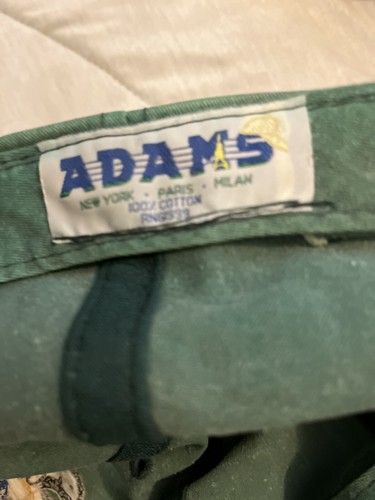 ADAMS
NEW YORK · PARIS · MILAN
100% COTTON